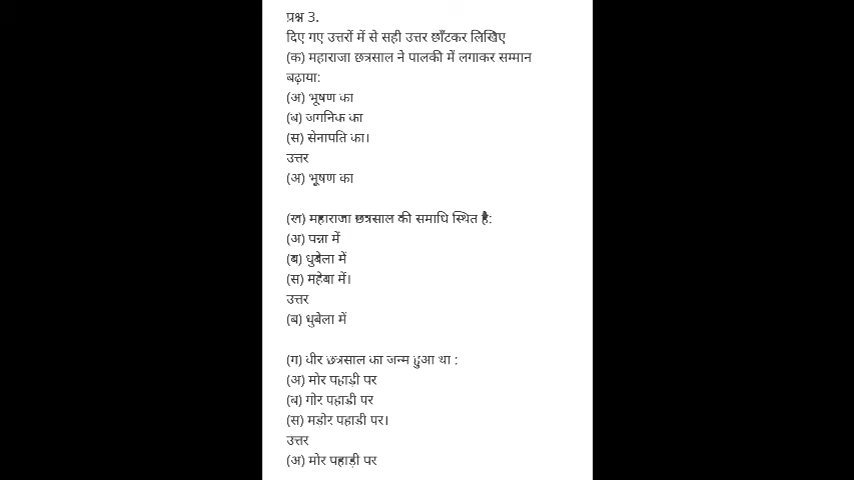 प्रश्न 3.
दिए गए उत्तरों में से सही उत्तर छाँटकर लिखिए
(क) महाराजा छत्रसाल ने पालकी में लगाकर सम्मान
बढ़ाया:
(अ) भूषण का
(ब) जगनिक का
(स) सेनापति का।
उत्तर
(अ) भूषण का
(ख) महाराजा छत्रसाल की समाधि स्थित है:
(अ) पन्ना में
(ब) धुबेला में
(स) महेबा में।
उत्तर
(ब) धुबेला में
(ग) वीर छत्रसाल का जन्म हुआ था :
(अ) मोर पहाड़ी पर
(ब) गोर पहाड़ी पर
(स) मडोर पहाडी पर।
उत्तर
(अ) मोर पहाड़ी पर